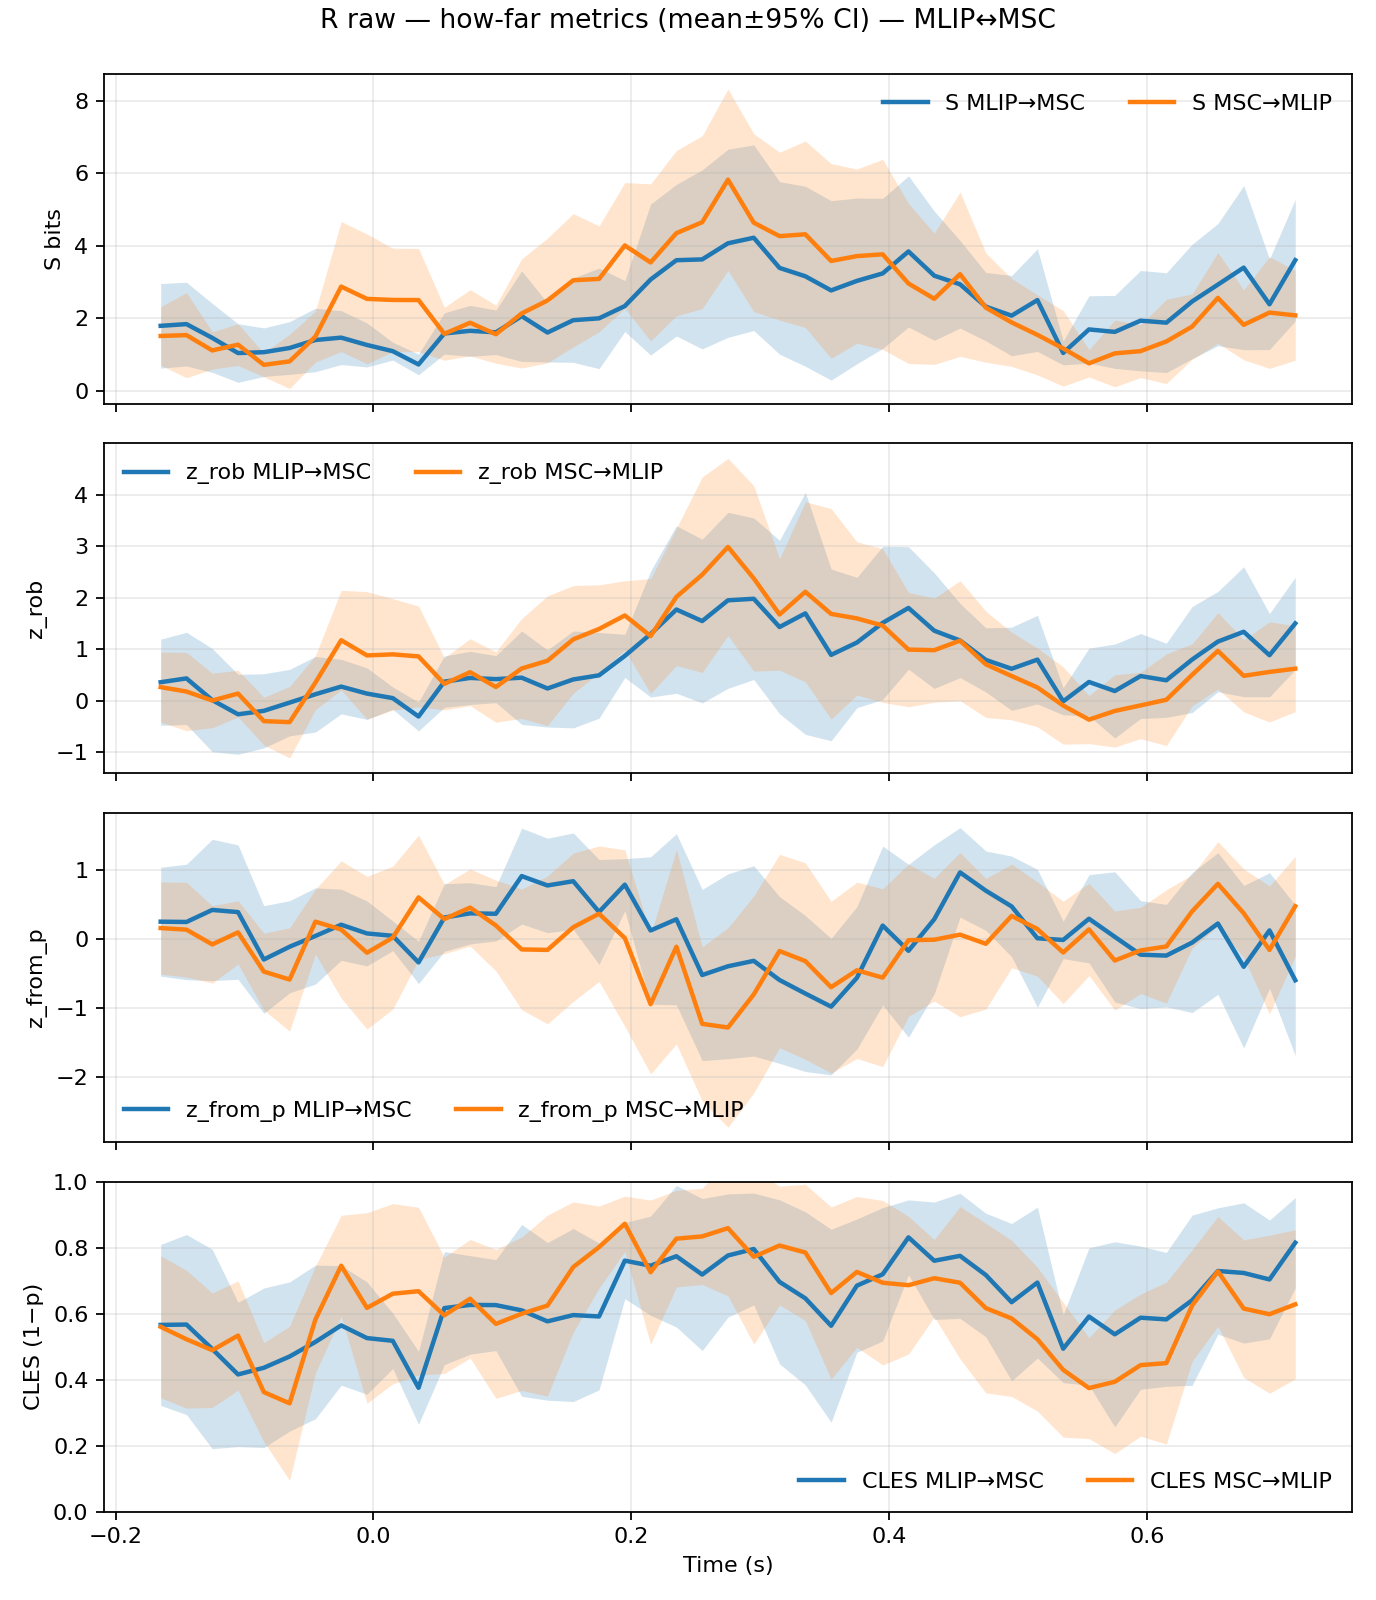 R raw — how-far metrics (mean±95% CI) — MLIP↔MSC
S bits
8
6
4
2
0
S MLIP→MSC
S MSC→MLIP
z_rob
4
3
2
1
0
−1
z_rob MLIP→MSC
z_rob MSC→MLIP
z_from_p
1
0
−1
−2
z_from_p MLIP→MSC
z_from_p MSC→MLIP
CLES (1−p)
1.0
0.8
0.6
0.4
0.2
0.0
CLES MLIP→MSC
CLES MSC→MLIP
−0.2
0.0
0.2
0.4
0.6
Time (s)